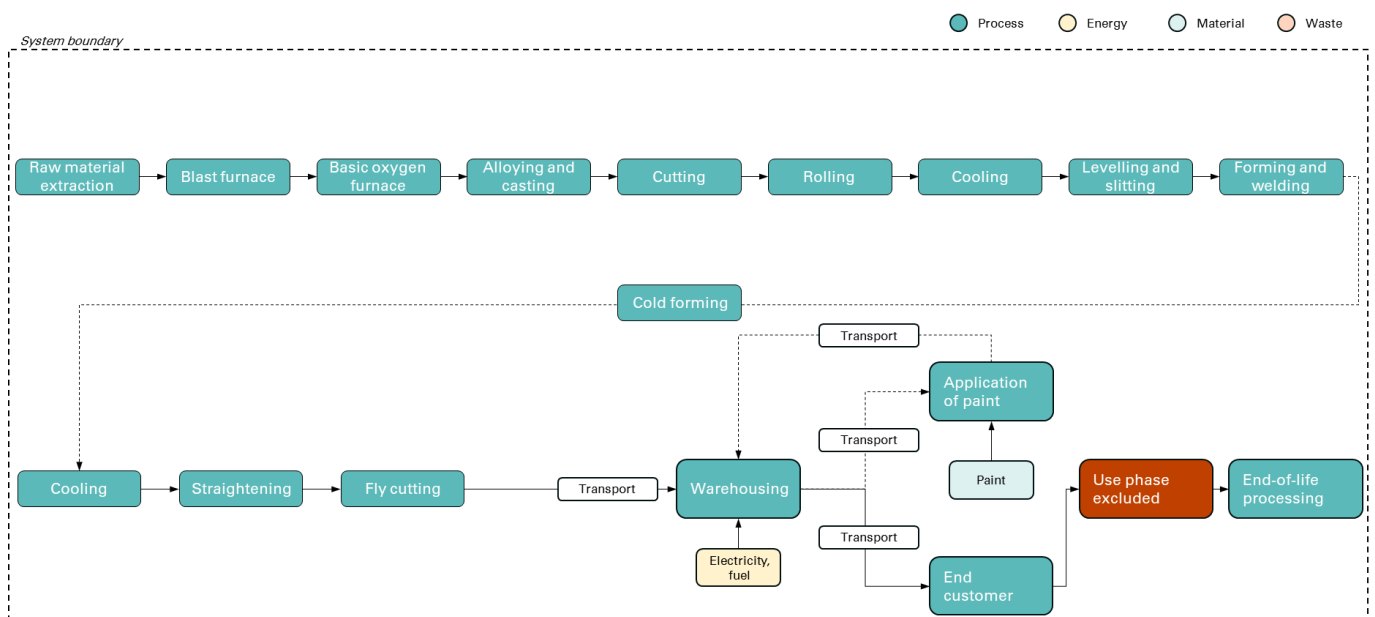 Process
Energy
Material
Waste
System boundary
Raw material
extraction
Blast furnace
Basic oxygen
furnace
Alloying and
casting
Cutting
Rolling
Cooling
Levelling and
slitting
Forming and
welding
Cold forming
Transport
Application
of paint
Transport
Paint
Cooling
Straightening
Fly cutting
Transport
Warehousing
Use phase
excluded
End-of-life
processing
Transport
Electricity,
fuel
End
customer